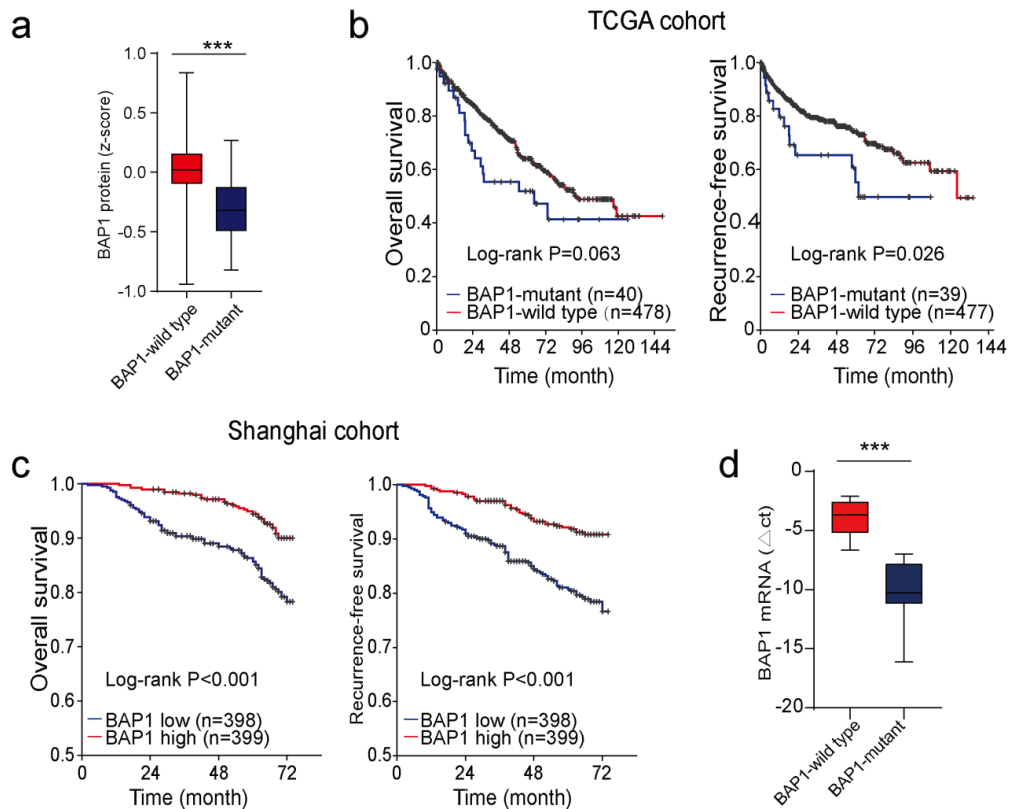 a
***
BAP1 protein (z-score)
1.0
0.5
0.0
-0.5
-1.0
BAP1-wild type
BAP1-mutant
b
TCGA cohort
Overall survival
1.0
0.8
0.6
0.4
0.2
0
Log-rank P=0.063
BAP1-mutant (n=40)
BAP1-wild type (n=478)
0 24 48 72 96 120 144
Time (month)
Recurrence-free survival
1.0
0.8
0.6
0.4
0.2
0
Log-rank P=0.026
BAP1-mutant (n=39)
BAP1-wild type (n=477)
0 24 48 72 96 120 144
Time (month)
Shanghai cohort
c
Overall survival
1.0
0.9
0.8
0.7
0.6
0.5
Log-rank P<0.001
BAP1 low (n=398)
BAP1 high (n=399)
0 24 48 72
Time (month)
Recurrence-free survival
1.0
0.9
0.8
0.7
0.6
0.5
Log-rank P<0.001
BAP1 low (n=398)
BAP1 high (n=399)
0 24 48 72
Time (month)
d
***
BAP1 mRNA (△ct)
0
-5
-10
-15
-20
BAP1-wild type
BAP1-mutant